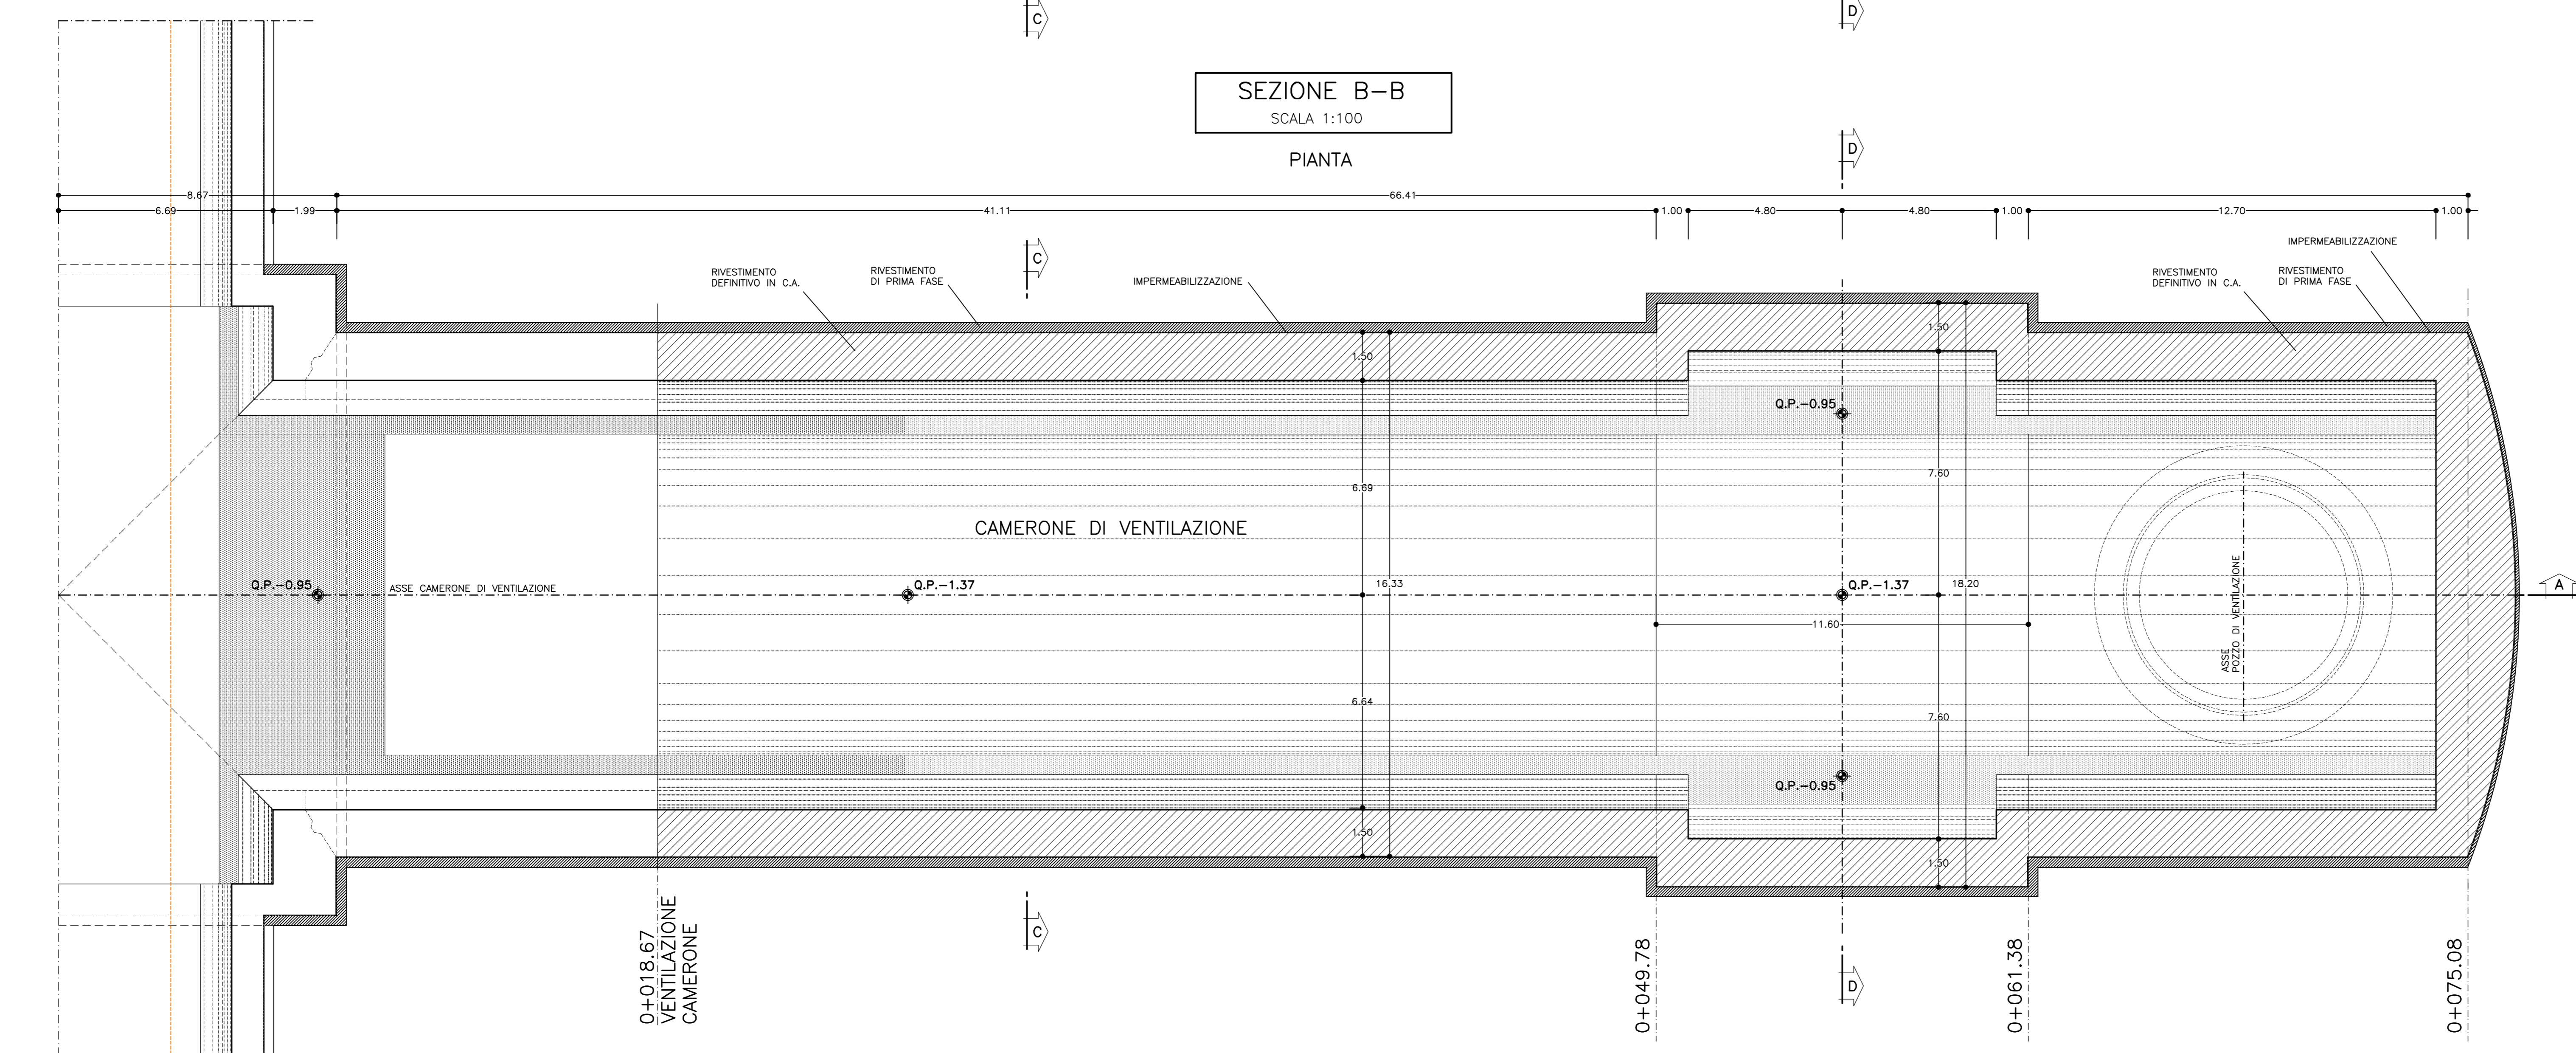 C
D
SEZIONE B–B
SCALA 1:100
PIANTA
D
8.67
66.41
6.69
1.99
41.11
1.00
4.80
4.80
1.00
12.70
1.00
C
IMPERMEABILIZZAZIONE
RIVESTIMENTO
DEFINITIVO IN C.A.
RIVESTIMENTO
DI PRIMA FASE
IMPERMEABILIZZAZIONE
RIVESTIMENTO
DEFINITIVO IN C.A.
RIVESTIMENTO
DI PRIMA FASE
1.50
1.50
Q.P.–0.95
7.60
6.69
CAMERONE DI VENTILAZIONE
Q.P.–0.95
ASSE CAMERONE DI VENTILAZIONE
Q.P.–1.37
16.33
Q.P.–1.37
18.20
ASSE
POZZO DI VENTILAZIONE
A
11.60
6.64
7.60
Q.P.–0.95
1.50
1.50
C
D
0+018.67
VENTILAZIONE
CAMERONE
0+049.78
0+061.38
0+075.08